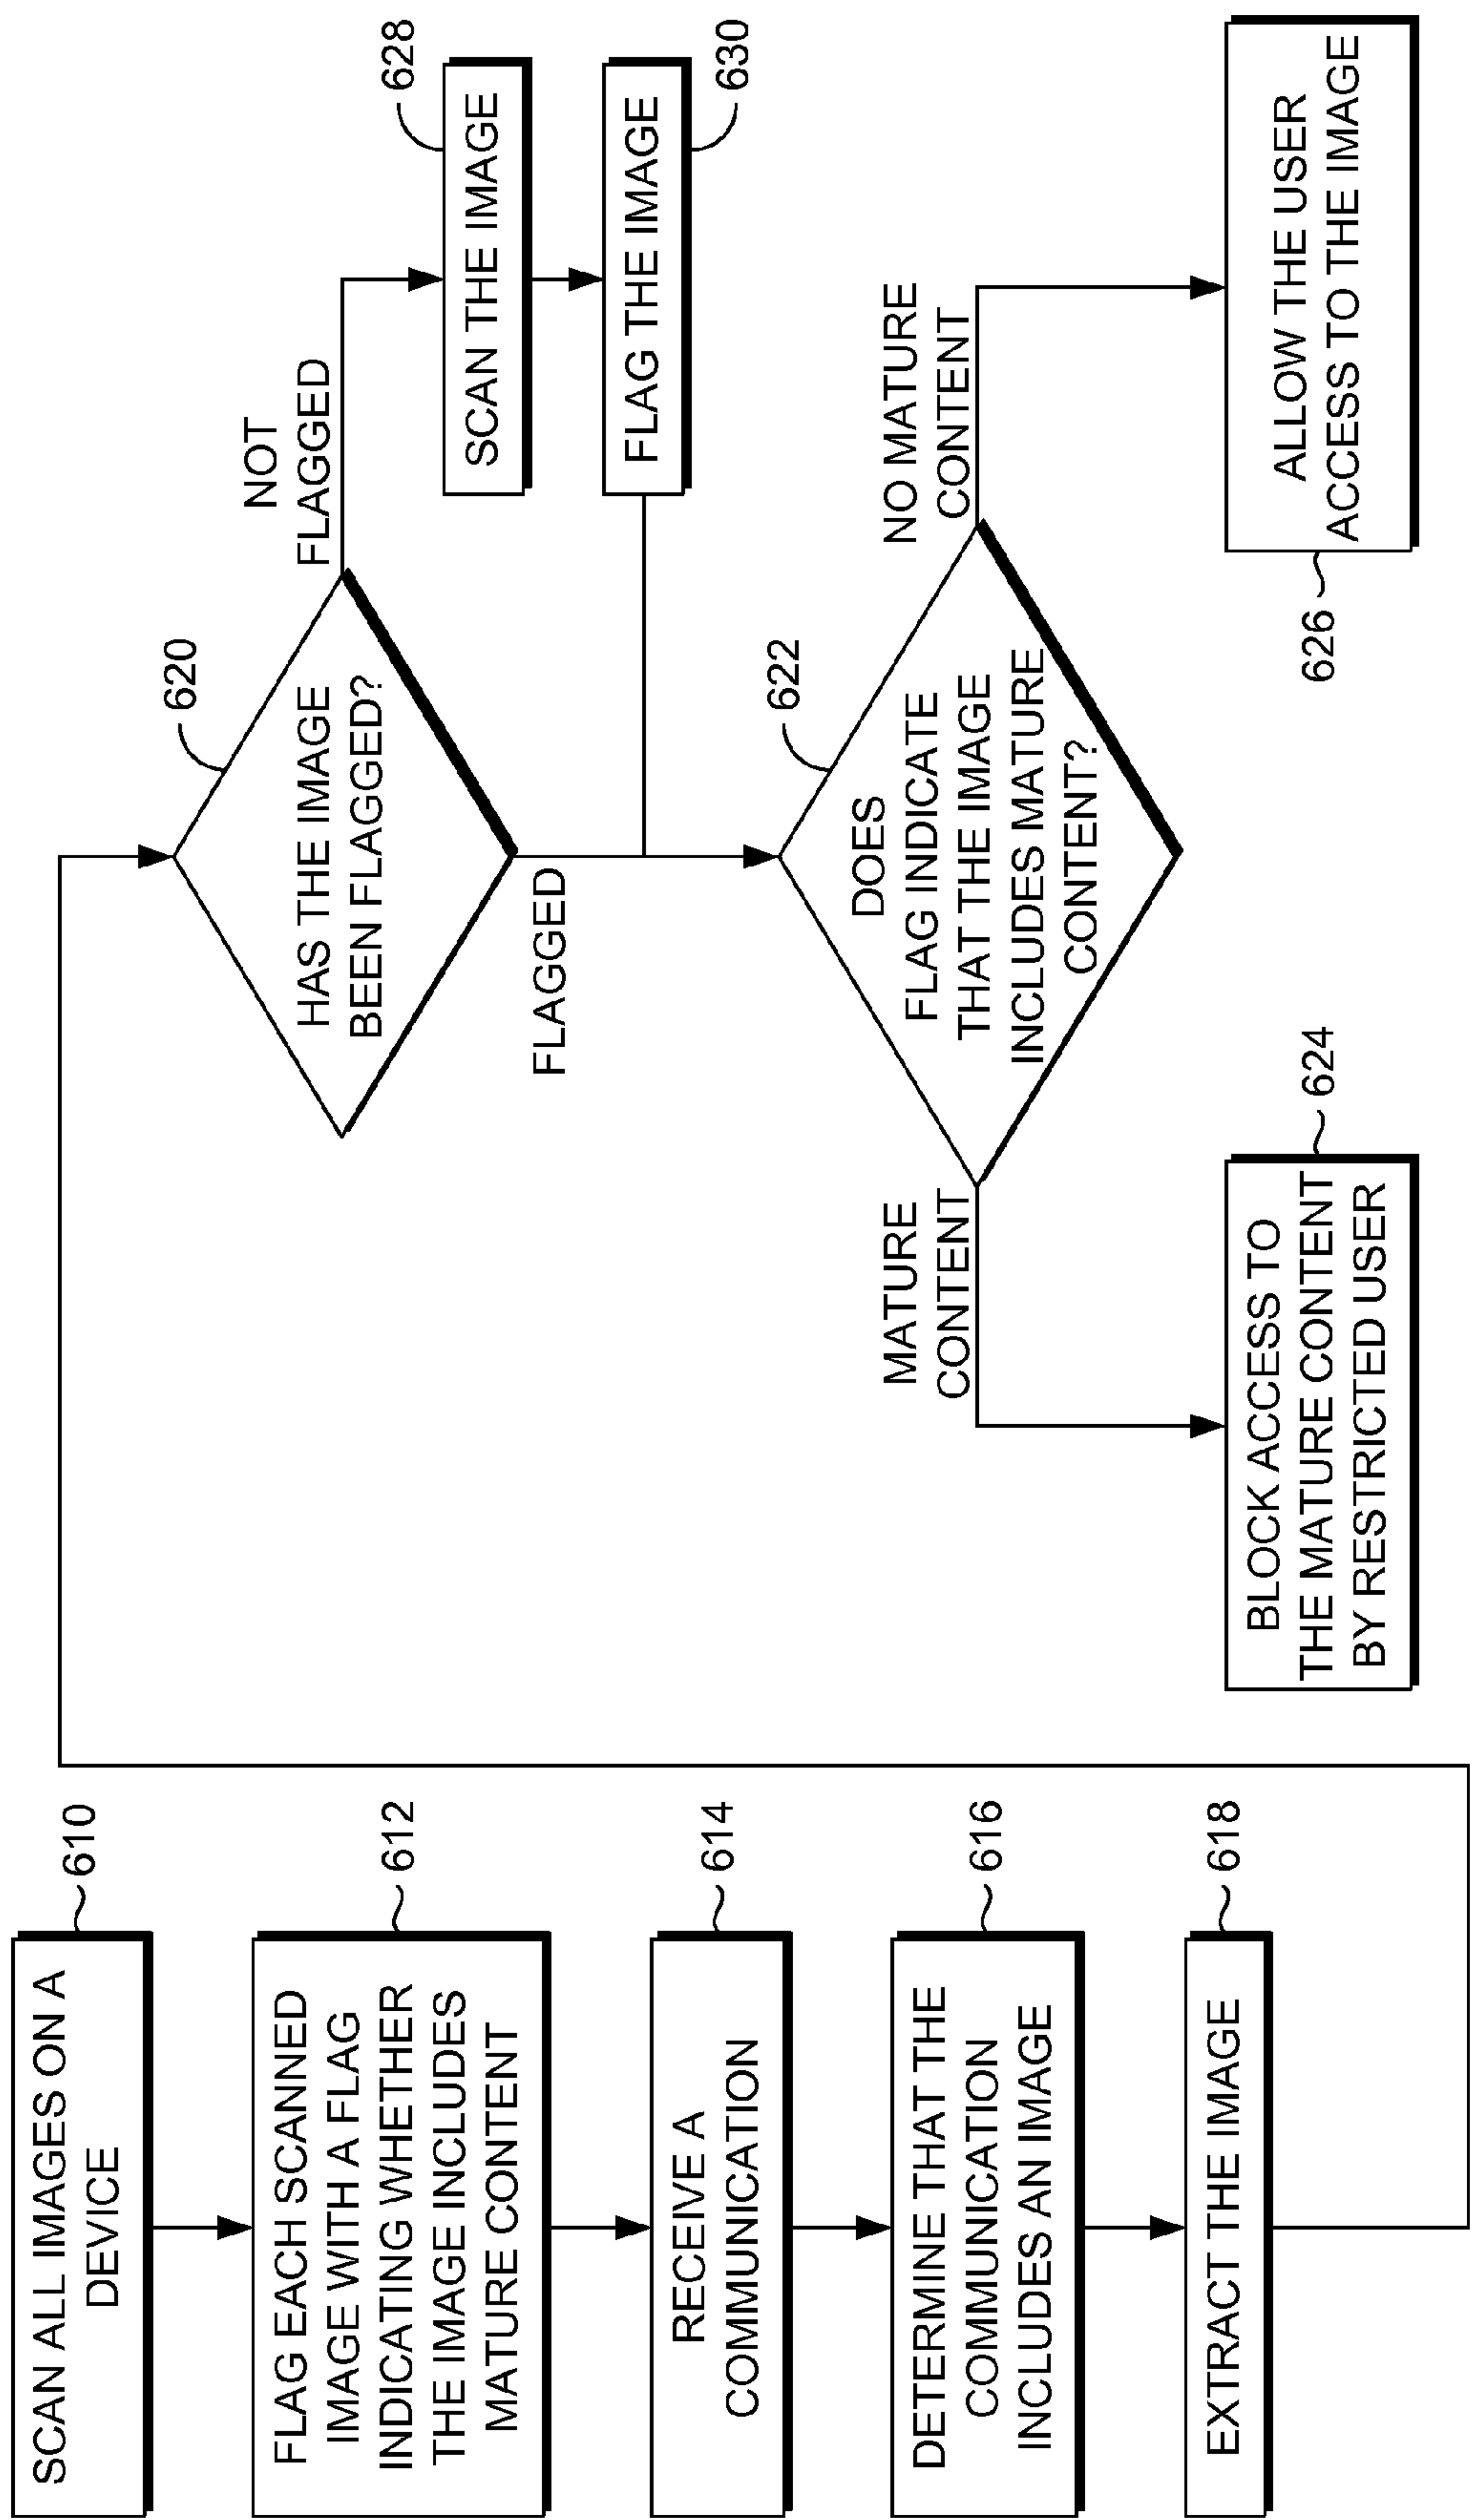 SCAN ALL IMAGES ON A
DEVICE
610
FLAG EACH SCANNED
IMAGE WITH A FLAG
INDICATING WHETHER
THE IMAGE INCLUDES
MATURE CONTENT
612
RECEIVE A
COMMUNICATION
614
DETERMINE THAT THE
COMMUNICATION
INCLUDES AN IMAGE
616
EXTRACT THE IMAGE
618
620
HAS THE IMAGE
BEEN FLAGGED?
NOT
FLAGGED
FLAGGED
628
SCAN THE IMAGE
FLAG THE IMAGE
630
622
DOES
FLAG INDICATE
THAT THE IMAGE
INCLUDES MATURE
CONTENT?
MATURE
CONTENT
NO MATURE
CONTENT
BLOCK ACCESS TO
THE MATURE CONTENT
BY RESTRICTED USER
624
ALLOW THE USER
ACCESS TO THE IMAGE
626